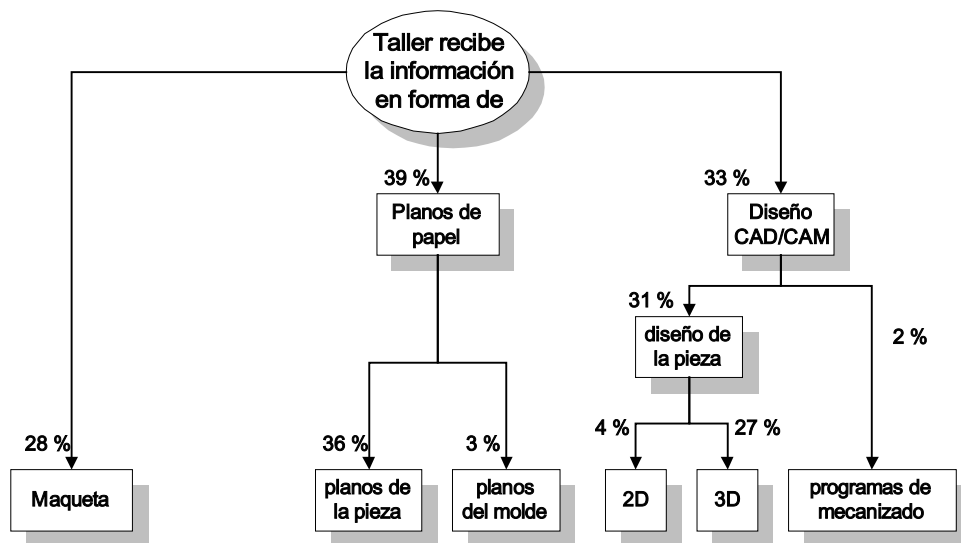 Taller recibe
la información
en forma de
39 %
33 %
Planos de
papel
Diseño
CAD/CAM
31 %
diseño de
la pieza
2 %
28 %
36 %
3 %
4 %
27 %
Maqueta
planos de
la pieza
planos
del molde
2D
3D
programas de
mecanizado